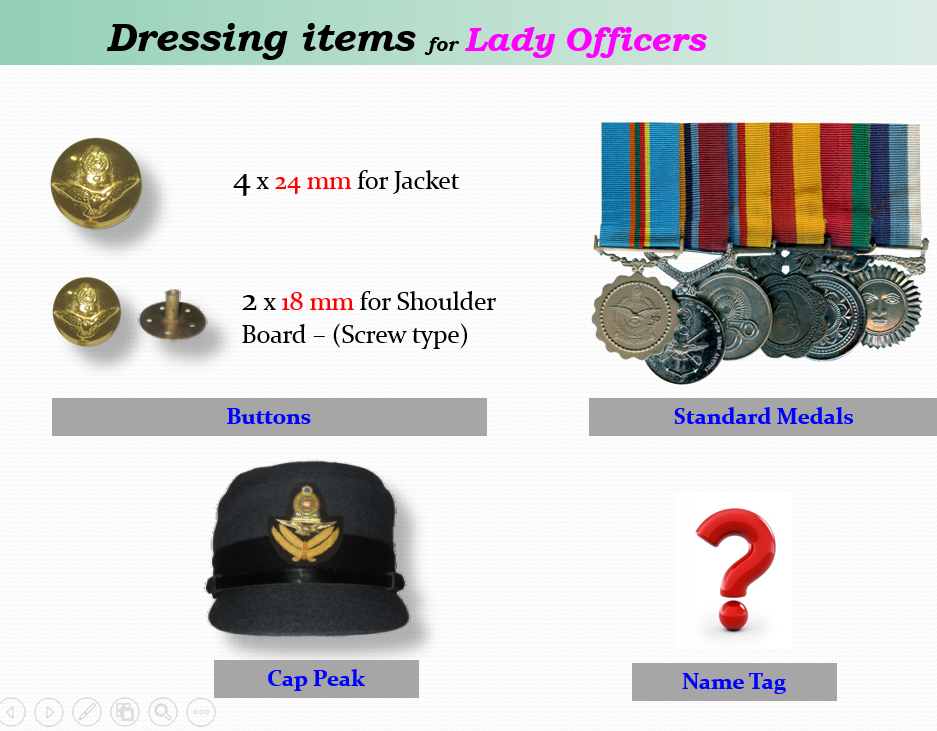 Dressing items for Lady Officers
4 x 24 mm for Jacket
2 x 18 mm for Shoulder
Board – (Screw type)
Buttons
Standard Medals
Cap Peak
Name Tag